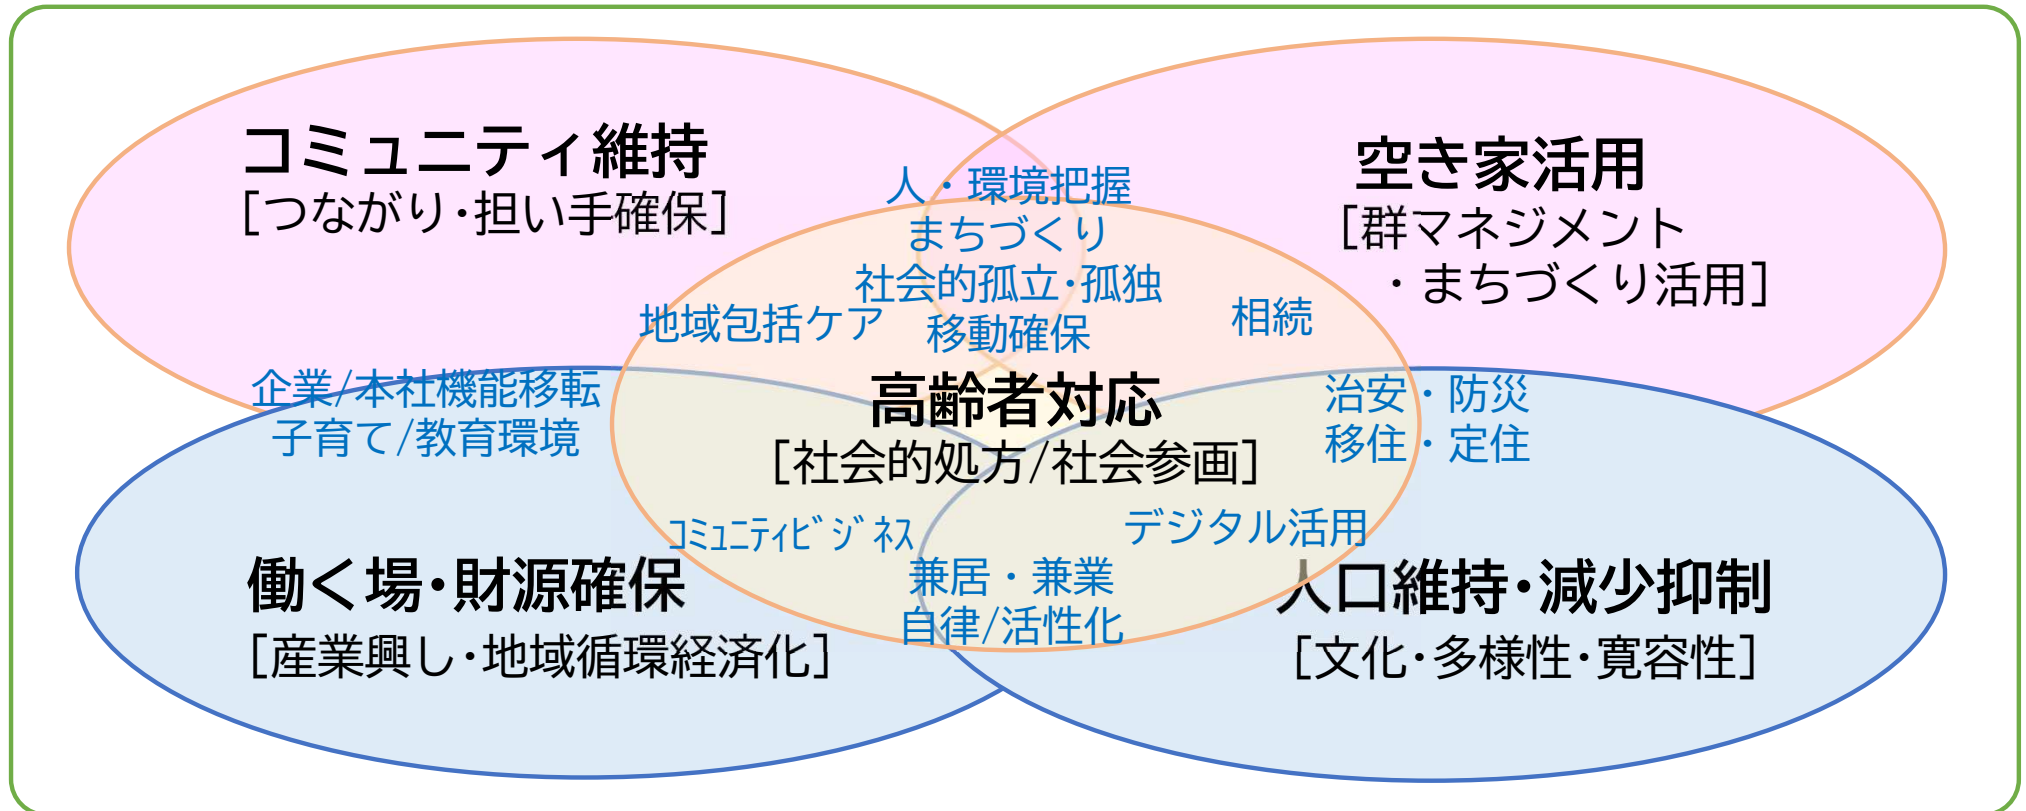 コミュニティ維持
[つながり･担い手確保]
空き家活用
[群マネジメント
・まちづくり活用]
人・環境把握
まちづくり
社会的孤立･孤独
移動確保
地域包括ケア
相続
企業/本社機能移転
子育て/教育環境
高齢者対応
[社会的処方/社会参画]
治安・防災
移住・定住
ｺﾐｭﾆﾃｨﾋﾞｼﾞﾈｽ
デジタル活用
兼居・兼業
自律/活性化
働く場･財源確保
[産業興し･地域循環経済化]
人口維持･減少抑制
[文化･多様性･寛容性]